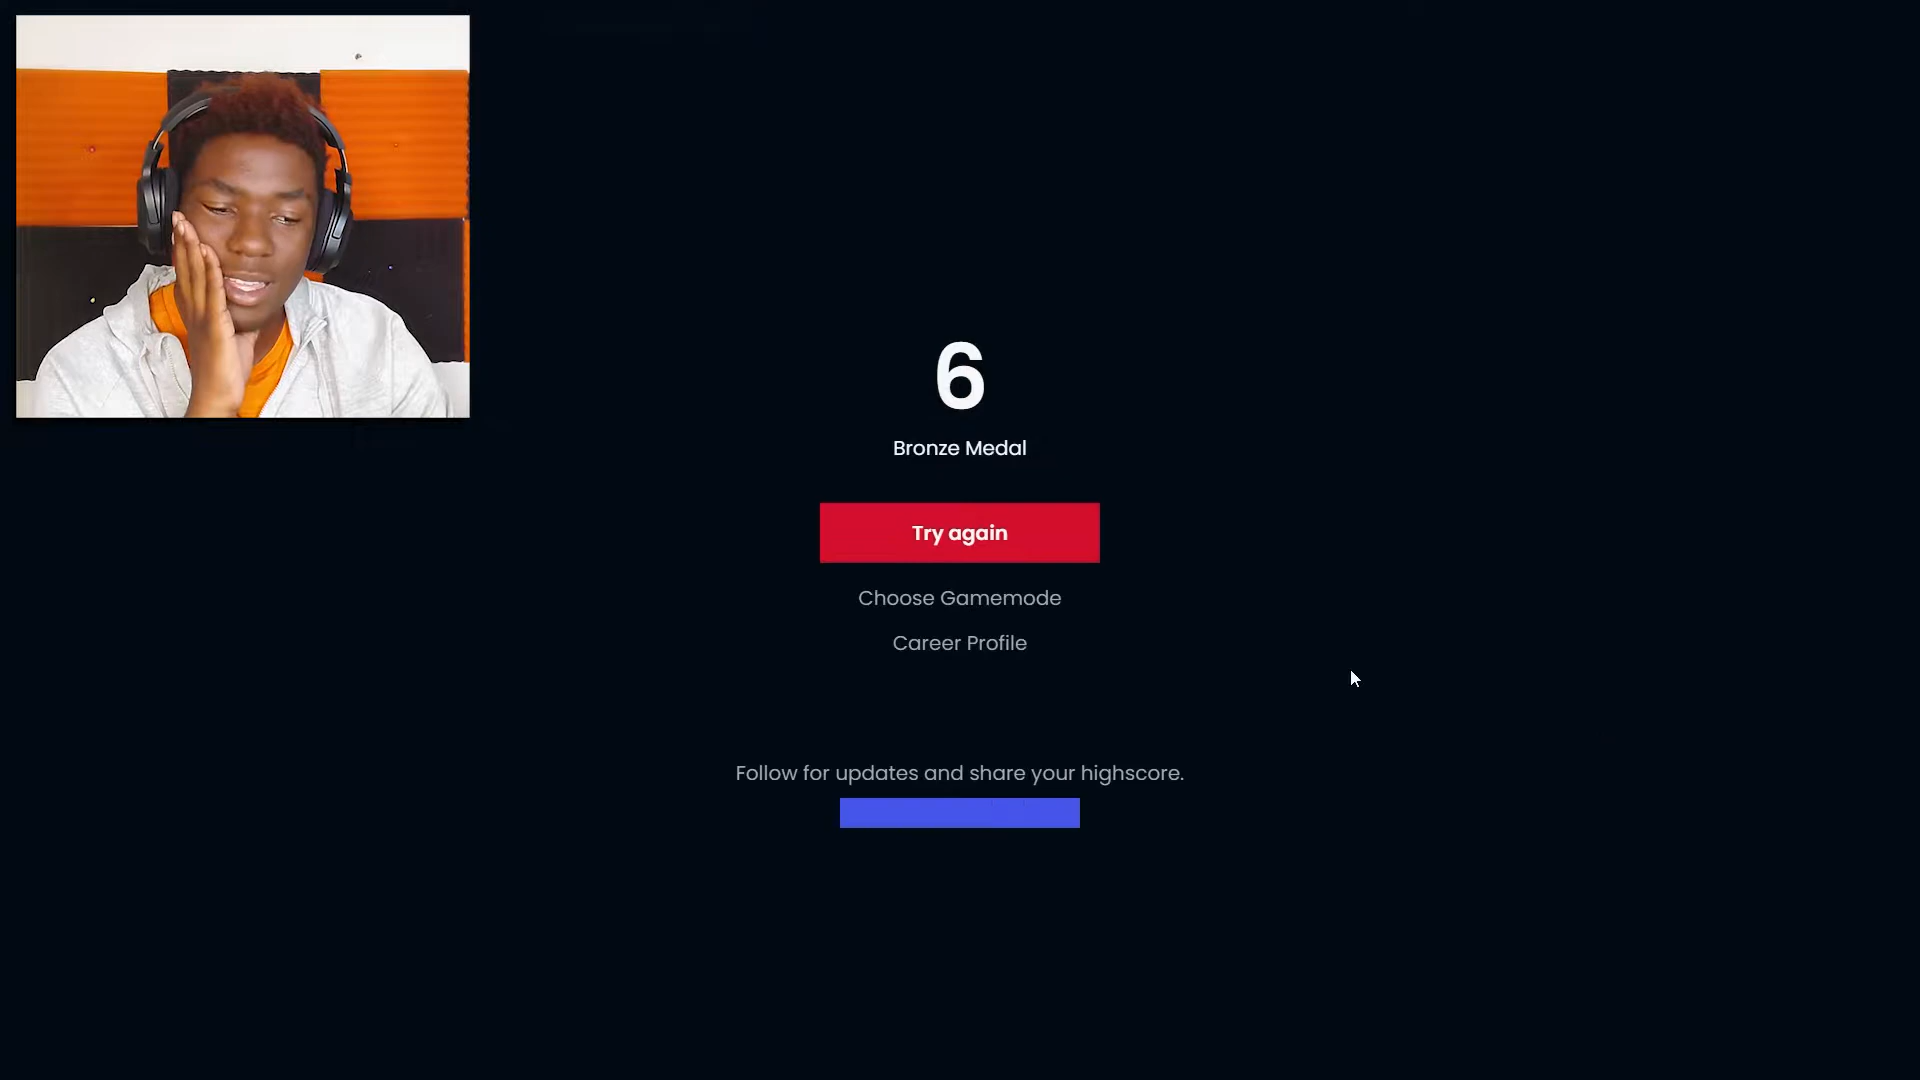 6
Bronze Medal
Try again
Choose Gamemode
Career Profile
Follow for updates and share your highscore.